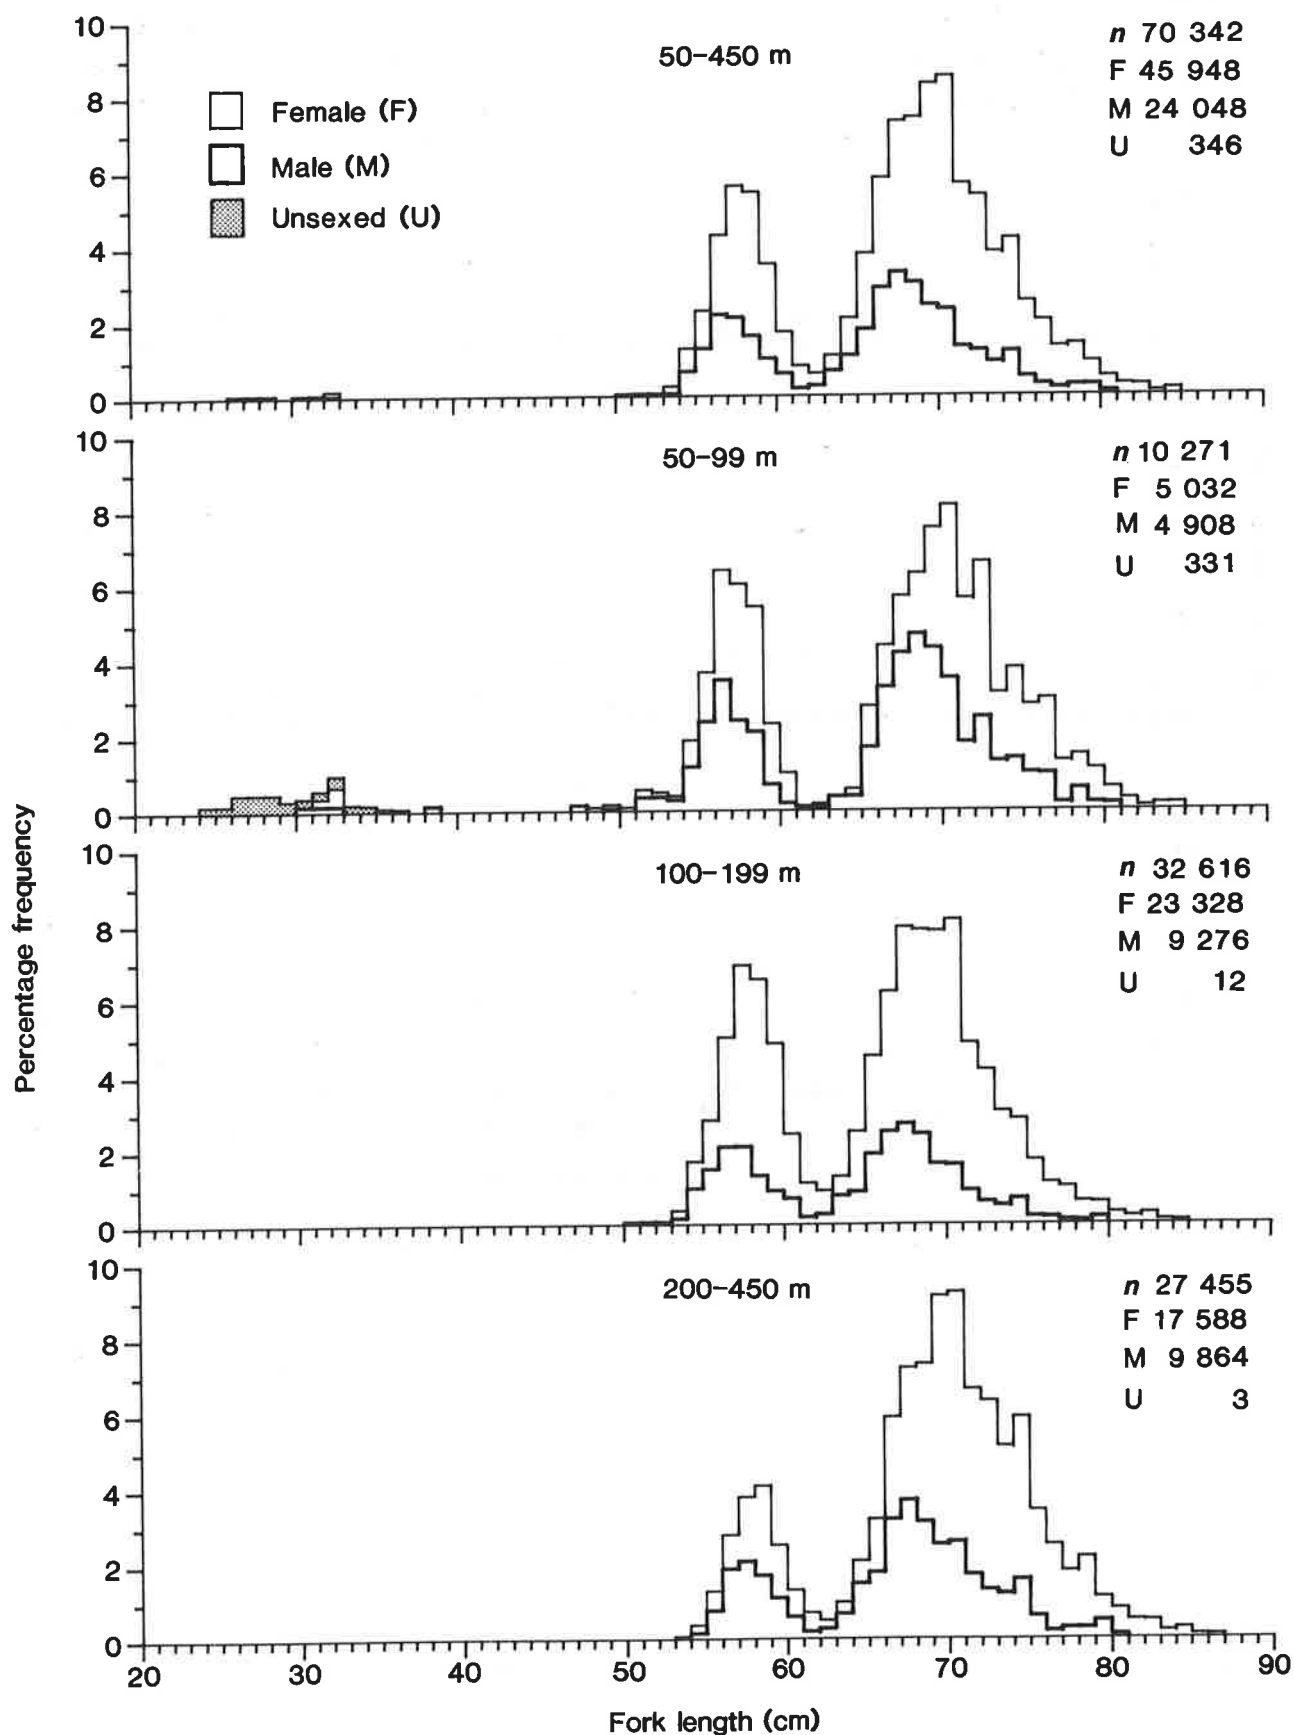 10
8
6
4
2
0
50-450 m
Female (F)
Male (M)
Unsexed (U)
n 70 342
F 45 948
M 24 048
U 346
10
8
6
4
2
0
50-99 m
n 10 271
F 5 032
M 4 908
U 331
10
8
6
4
2
0
100-199 m
n 32 616
F 23 328
M 9 276
U 12
10
8
6
4
2
0
200-450 m
n 27 455
F 17 588
M 9 864
U 3
20 30 40 50 60 70 80 90
Fork length (cm)
Percentage frequency